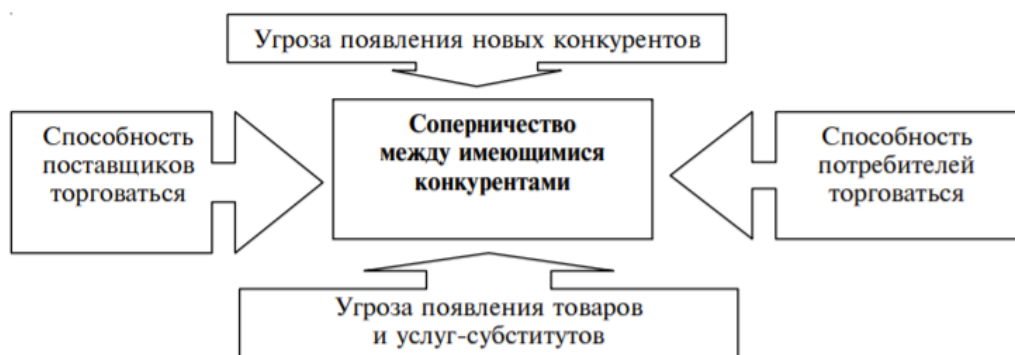 Угроза появления новых конкурентов
Способность
поставщиков
торговаться
Соперничество
между имеющимися
конкурентами
Способность
потребителей
торговаться
Угроза появления товаров
и услуг-субститутов